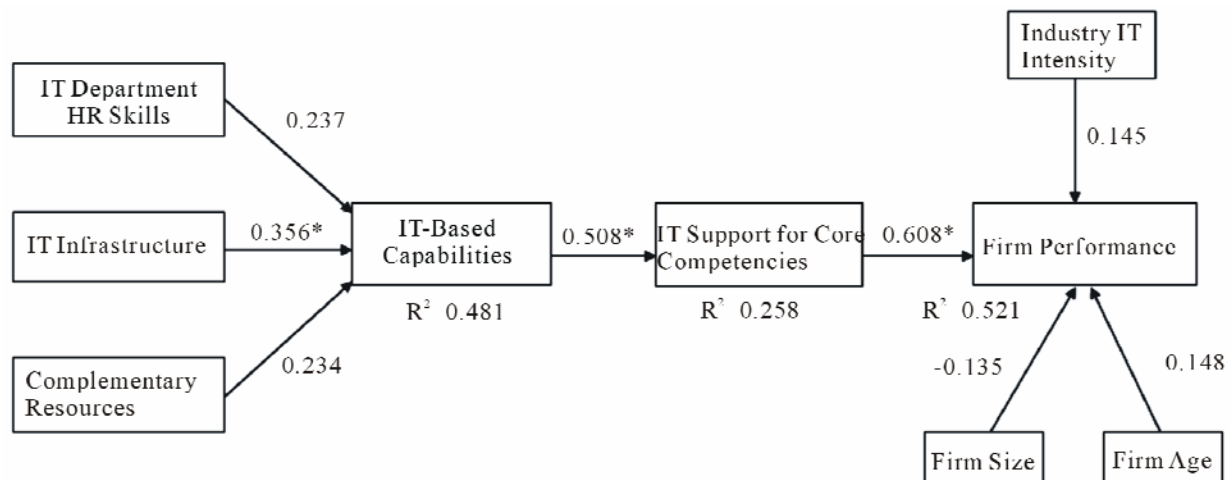 Industry IT
Intensity
IT Department
HR Skills
0.237
0.145
IT Infrastructure
0.356*
IT-Based
Capabilities
0.508*
IT Support for Core
Competencies
0.608*
Firm Performance
R² 0.481
R² 0.258
R² 0.521
Complementary
Resources
0.234
-0.135
0.148
Firm Size
Firm Age